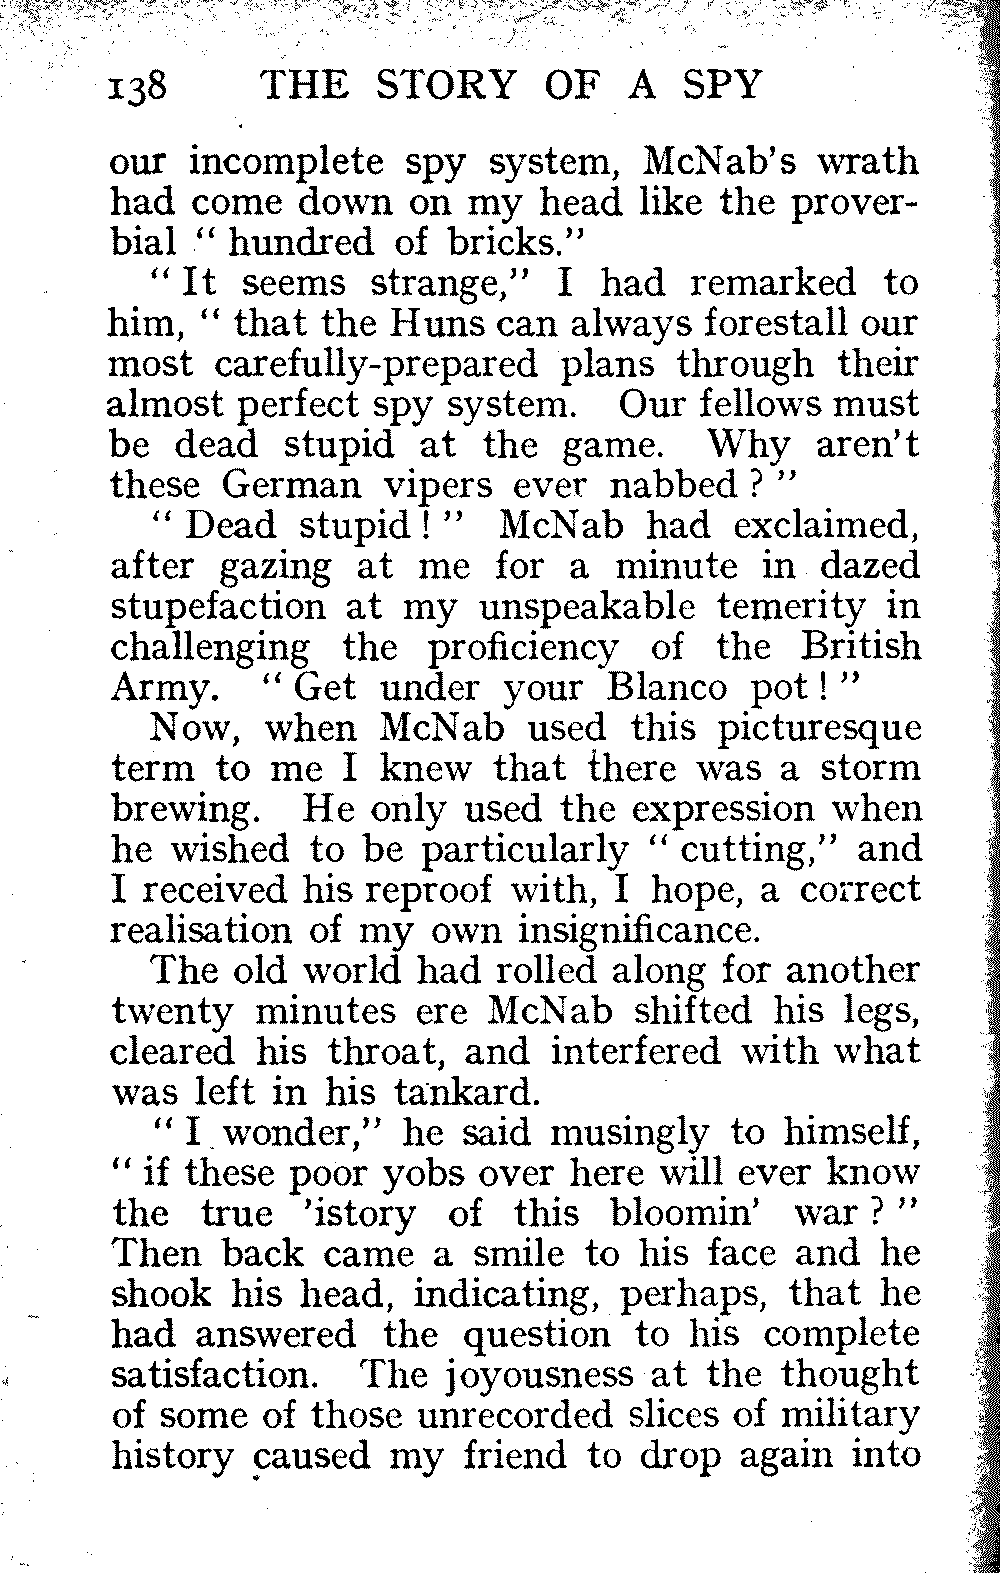 138 THE STORY OF A SPY
our incomplete spy system, McNab's wrath
had come down on my head like the prover-
bial " hundred of bricks."
" It seems strange," I had remarked to
him, " that the Huns can always forestall our
most carefully-prepared plans through their
almost perfect spy system. Our fellows must
be dead stupid at the game. Why aren't
these German vipers ever nabbed ? "
" Dead stupid ! " McNab had exclaimed,
after gazing at me for a minute in dazed
stupefaction at my unspeakable temerity in
challenging the proficiency of the British
Army. " Get under your Blanco pot ! "
Now, when McNab used this picturesque
term to me I knew that there was a storm
brewing. He only used the expression when
he wished to be particularly " cutting," and
I received his reproof with, I hope, a correct
realisation of my own insignificance.
The old world had rolled along for another
twenty minutes ere McNab shifted his legs,
cleared his throat, and interfered with what
was left in his tankard.
" I wonder," he said musingly to himself,
" if these poor yobs over here will ever know
the true 'istory of this bloomin' war ? "
Then back came a smile to his face and he
shook his head, indicating, perhaps, that he
had answered the question to his complete
satisfaction. The joyousness at the thought
of some of those unrecorded slices of military
history caused my friend to drop again into